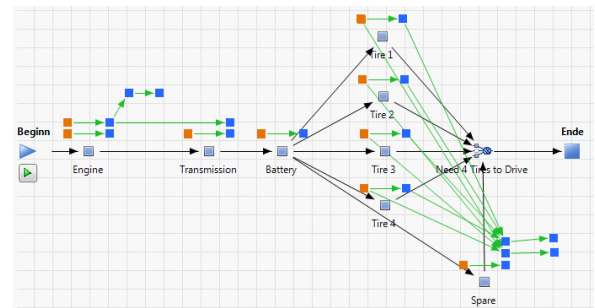 Tire 1
Tire 2
Beginn
Ende
Engine
Transmission
Battery
Tire 3
Need 4 Tires to Drive
Tire 4
Spare